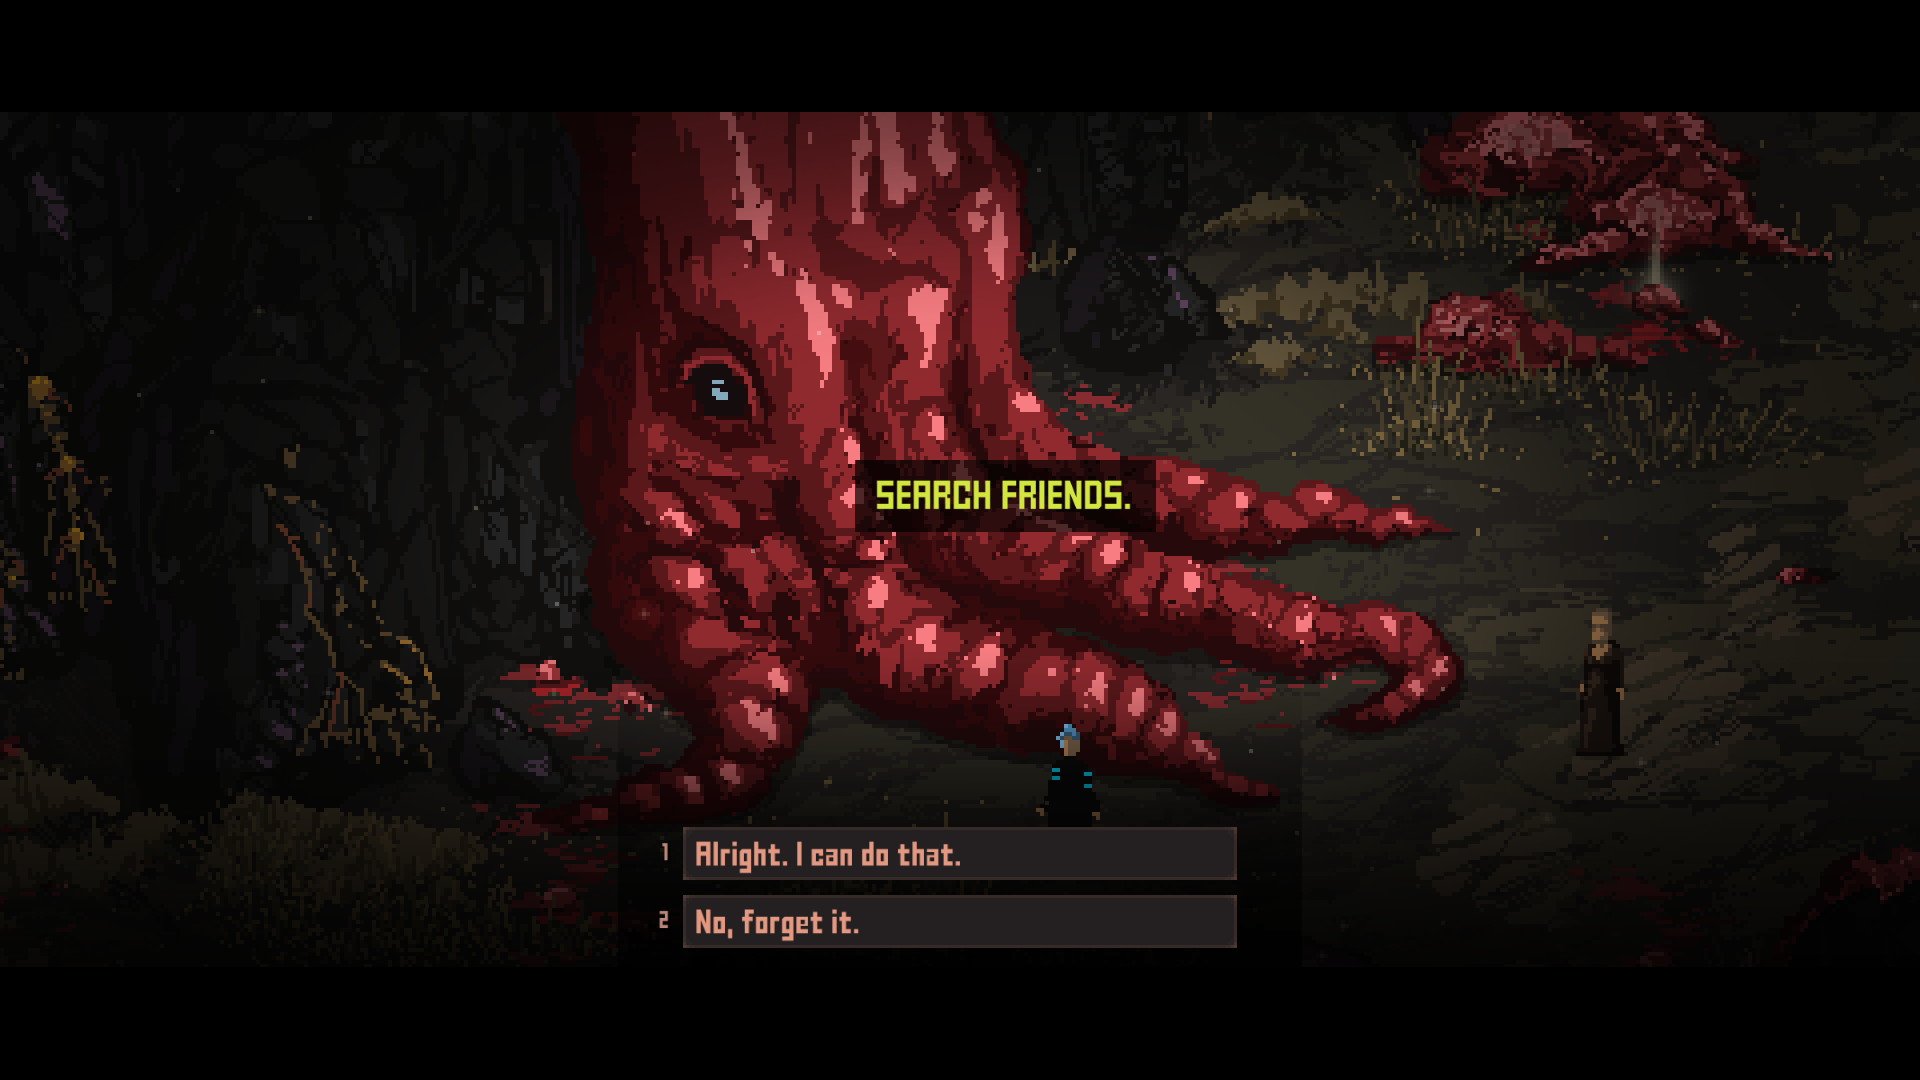 SEARCH FRIENDS.
1 Alright. I can do that.
2 No, forget it.